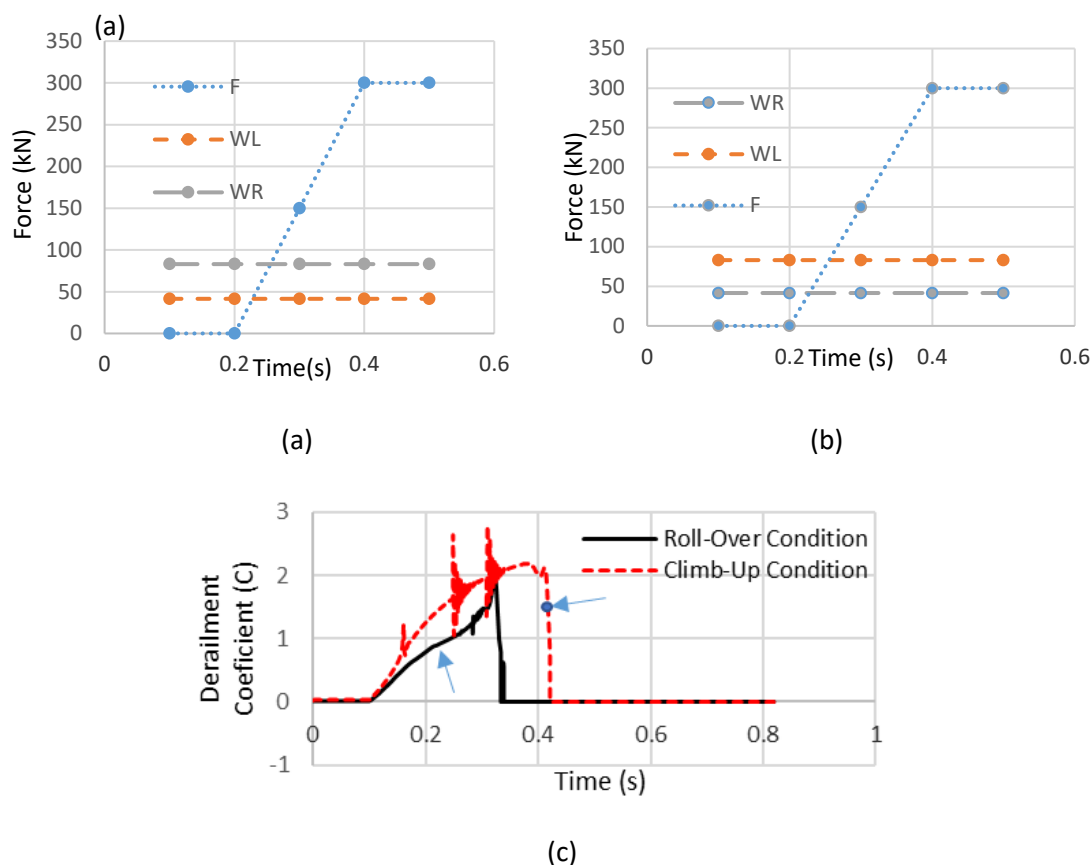 (a)
350
300
250
200
150
100
50
0
Force (kN)
F
WL
WR
0
0.2
0.4
0.6
Time(s)
(a)
350
300
250
200
150
100
50
0
Force (kN)
WR
WL
F
0
0.2
0.4
0.6
Time (s)
(b)
3
2
1
0
-1
Derailment
Coeficient (C)
Roll-Over Condition
Climb-Up Condition
0
0.2
0.4
0.6
0.8
1
Time (s)
(c)